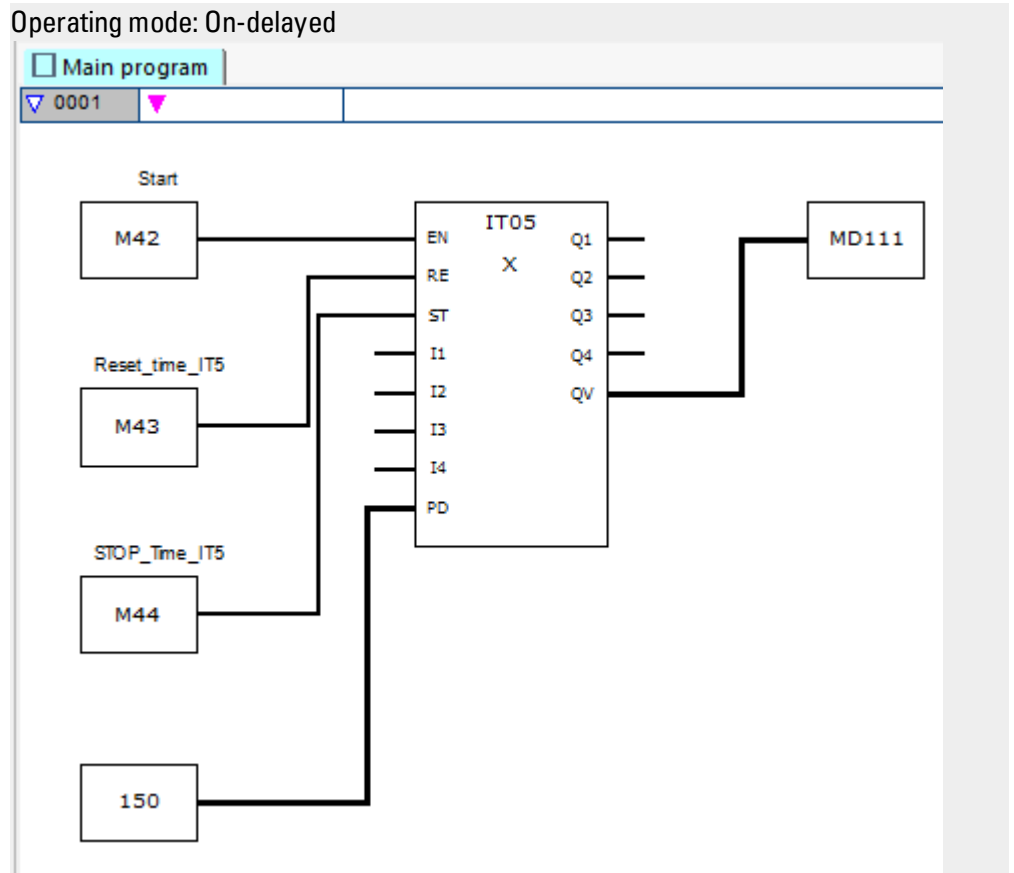 Operating mode: On-delayed
Main program
0001
Start
M42
IT05
X
EN
RE
ST
I1
I2
I3
I4
PD
Q1
Q2
Q3
Q4
QV
MD111
Reset_time_IT5
M43
STOP_Time_IT5
M44
150